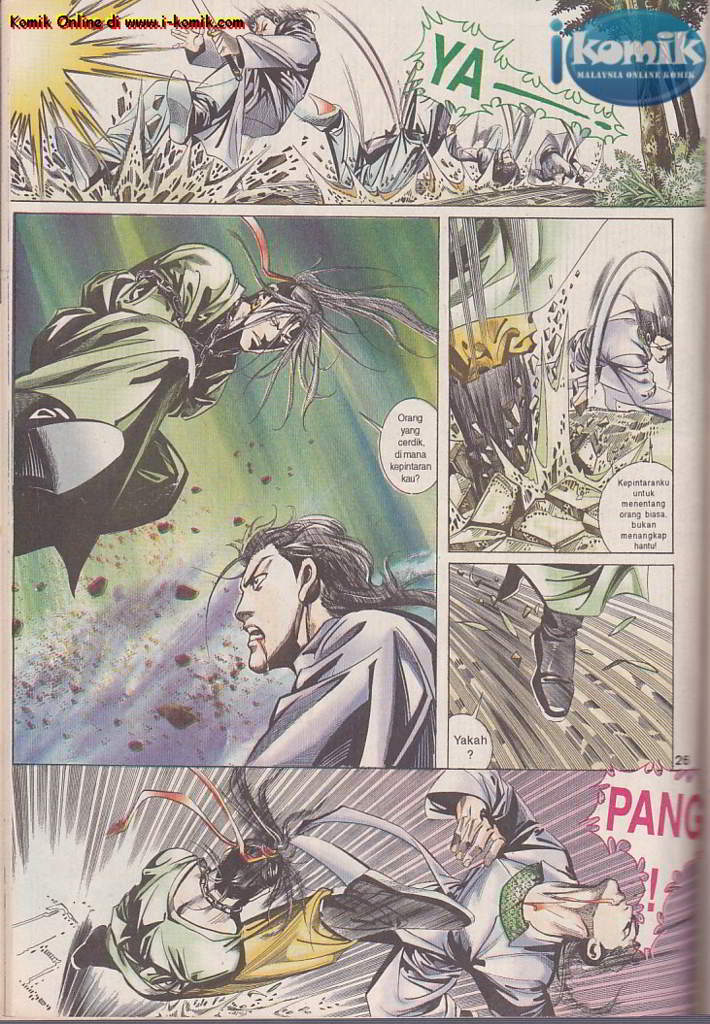 Komik Online di www.i-komik.com
ikomik
MALAYSIA ONLINE KOMIK
YA
Orang
yang
cerdik,
di mana
kepintaran
kau?
Kepintaranku
untuk
menentang
orang biasa,
bukan
menangkap
hantu!
Yakah
?
26
PANG
!